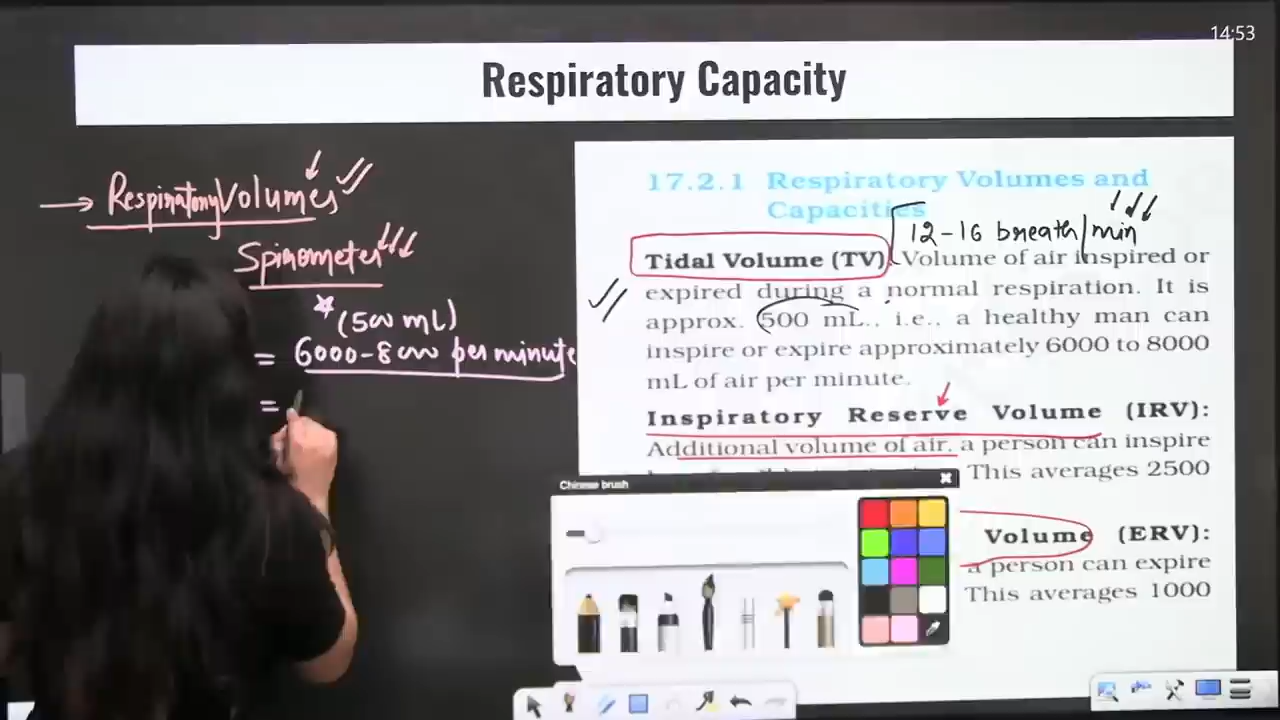 14:53
Respiratory Capacity
→ Respiratory Volumes
Spirometer
(500 mL)
= 6000-8000 per minute
=
17.2.1 Respiratory Volumes and
Capacities
12-16 breath/min
Tidal Volume (TV): Volume of air inspired or
expired during a normal respiration. It is
approx. 500 mL., i.e., a healthy man can
inspire or expire approximately 6000 to 8000
mL of air per minute.
Inspiratory Reserve Volume (IRV):
Additional volume of air, a person can inspire
This averages 2500
Chinese brush
Volume (ERV):
a person can expire
This averages 1000